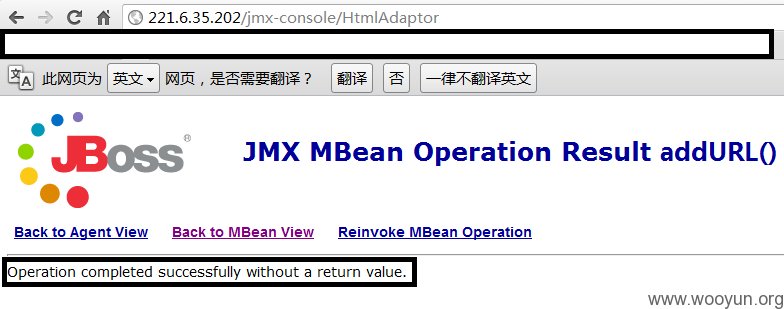 221.6.35.202/jmx-console/HtmlAdaptor
此网页为 英文 网页，是否需要翻译？ 翻译 否 一律不翻译英文
JBoss®
JMX MBean Operation Result addURL()
Back to Agent View Back to MBean View Reinvoke MBean Operation
Operation completed successfully without a return value.
www.wooyun.org